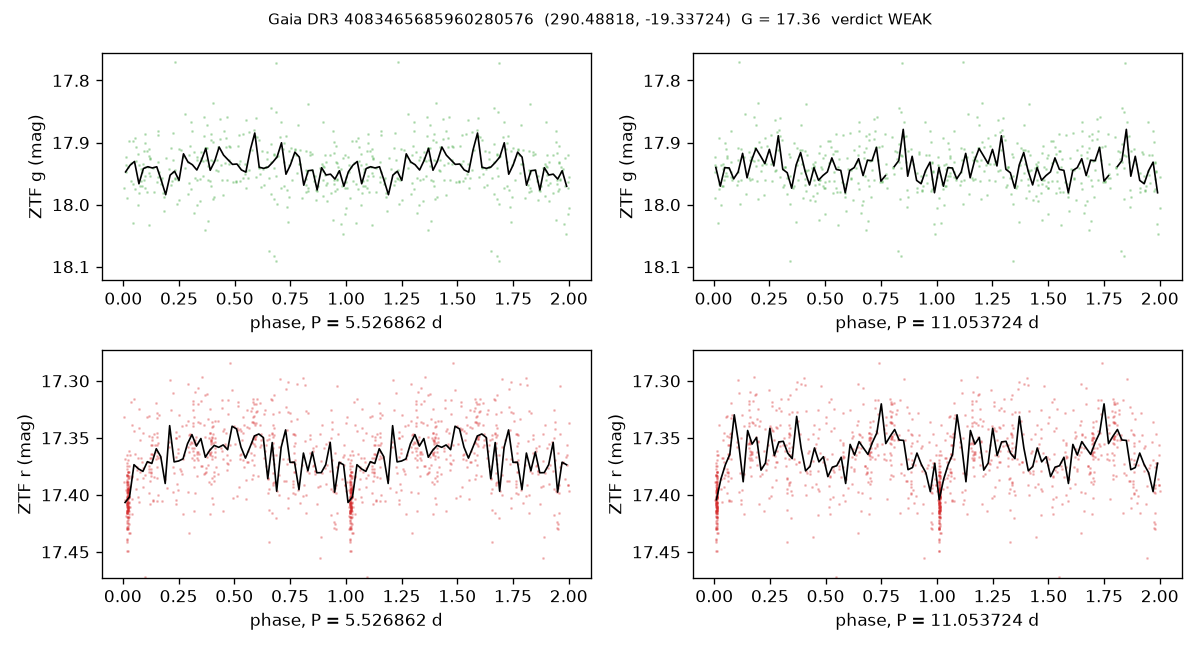 Gaia DR3 4083465685960280576 (290.48818, -19.33724) G = 17.36 verdict WEAK
ZTF g (mag)
17.8
17.9
18.0
18.1
0.00 0.25 0.50 0.75 1.00 1.25 1.50 1.75 2.00
phase, P = 5.526862 d
ZTF g (mag)
17.8
17.9
18.0
18.1
0.00 0.25 0.50 0.75 1.00 1.25 1.50 1.75 2.00
phase, P = 11.053724 d
ZTF r (mag)
17.30
17.35
17.40
17.45
0.00 0.25 0.50 0.75 1.00 1.25 1.50 1.75 2.00
phase, P = 5.526862 d
ZTF r (mag)
17.30
17.35
17.40
17.45
0.00 0.25 0.50 0.75 1.00 1.25 1.50 1.75 2.00
phase, P = 11.053724 d